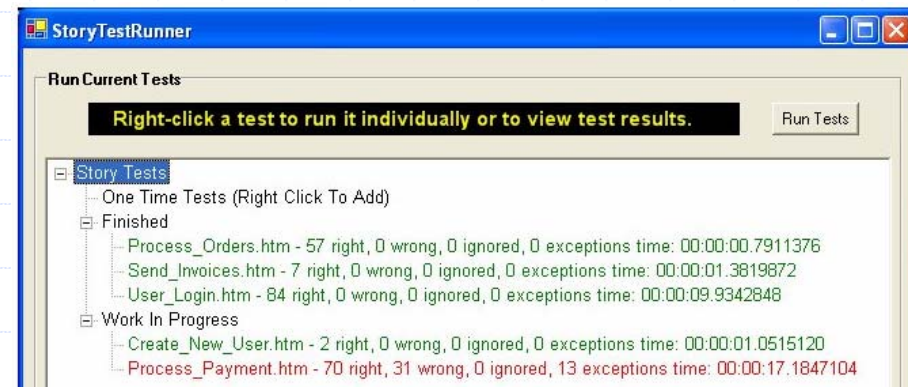 StoryTestRunner
Run Current Tests
Right-click a test to run it individually or to view test results.
Run Tests
Story Tests
One Time Tests (Right Click To Add)
Finished
Process_Orders.htm - 57 right, 0 wrong, 0 ignored, 0 exceptions time: 00:00:00.7911376
Send_Invoices.htm - 7 right, 0 wrong, 0 ignored, 0 exceptions time: 00:00:01.3819872
User_Login.htm - 84 right, 0 wrong, 0 ignored, 0 exceptions time: 00:00:09.9342848
Work In Progress
Create_New_User.htm - 2 right, 0 wrong, 0 ignored, 0 exceptions time: 00:00:01.0515120
Process_Payment.htm - 70 right, 31 wrong, 0 ignored, 13 exceptions time: 00:00:17.1847104